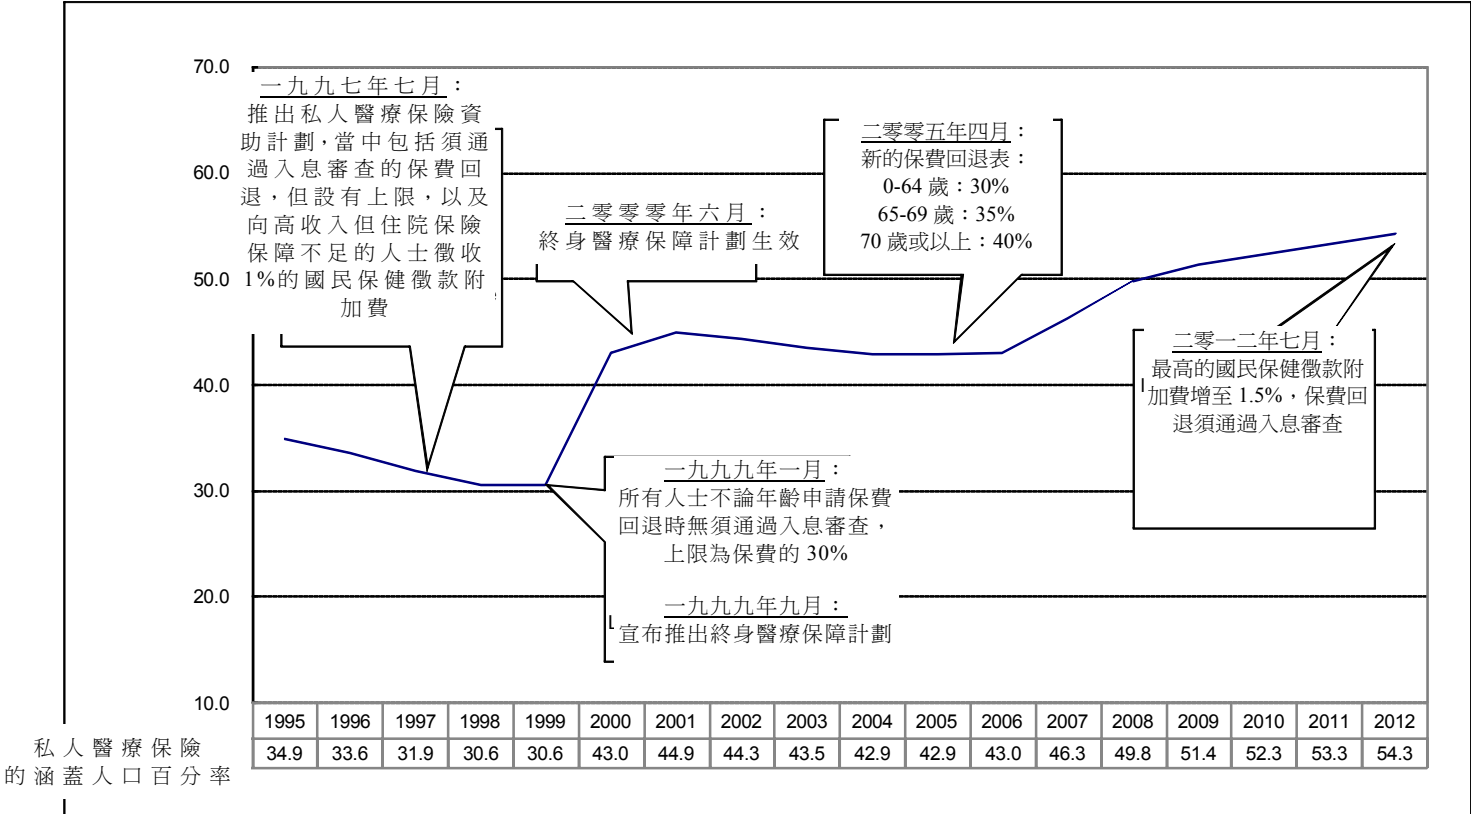 70.0
60.0
50.0
40.0
30.0
20.0
10.0
一九九七年七月：
推出私人醫療保險資
助計劃，當中包括須通
過入息審查的保費回
退，但設有上限，以及
向高收入但住院保險
保障不足的人士徵收
1%的國民保健徵款附
加費
二零零零年六月：
終身醫療保障計劃生效
二零零五年四月：
新的保費回退表：
0-64 歲：30%
65-69 歲：35%
70 歲或以上：40%
二零一二年七月：
最高的國民保健徵款附
加費增至 1.5%，保費回
退須通過入息審查
一九九九年一月：
所有人士不論年齡申請保費
回退時無須通過入息審查，
上限為保費的 30%
一九九九年九月：
宣布推出終身醫療保障計劃
1995 1996 1997 1998 1999 2000 2001 2002 2003 2004 2005 2006 2007 2008 2009 2010 2011 2012
私人醫療保險
的涵蓋人口百分率
34.9 33.6 31.9 30.6 30.6 43.0 44.9 44.3 43.5 42.9 42.9 43.0 46.3 49.8 51.4 52.3 53.3 54.3